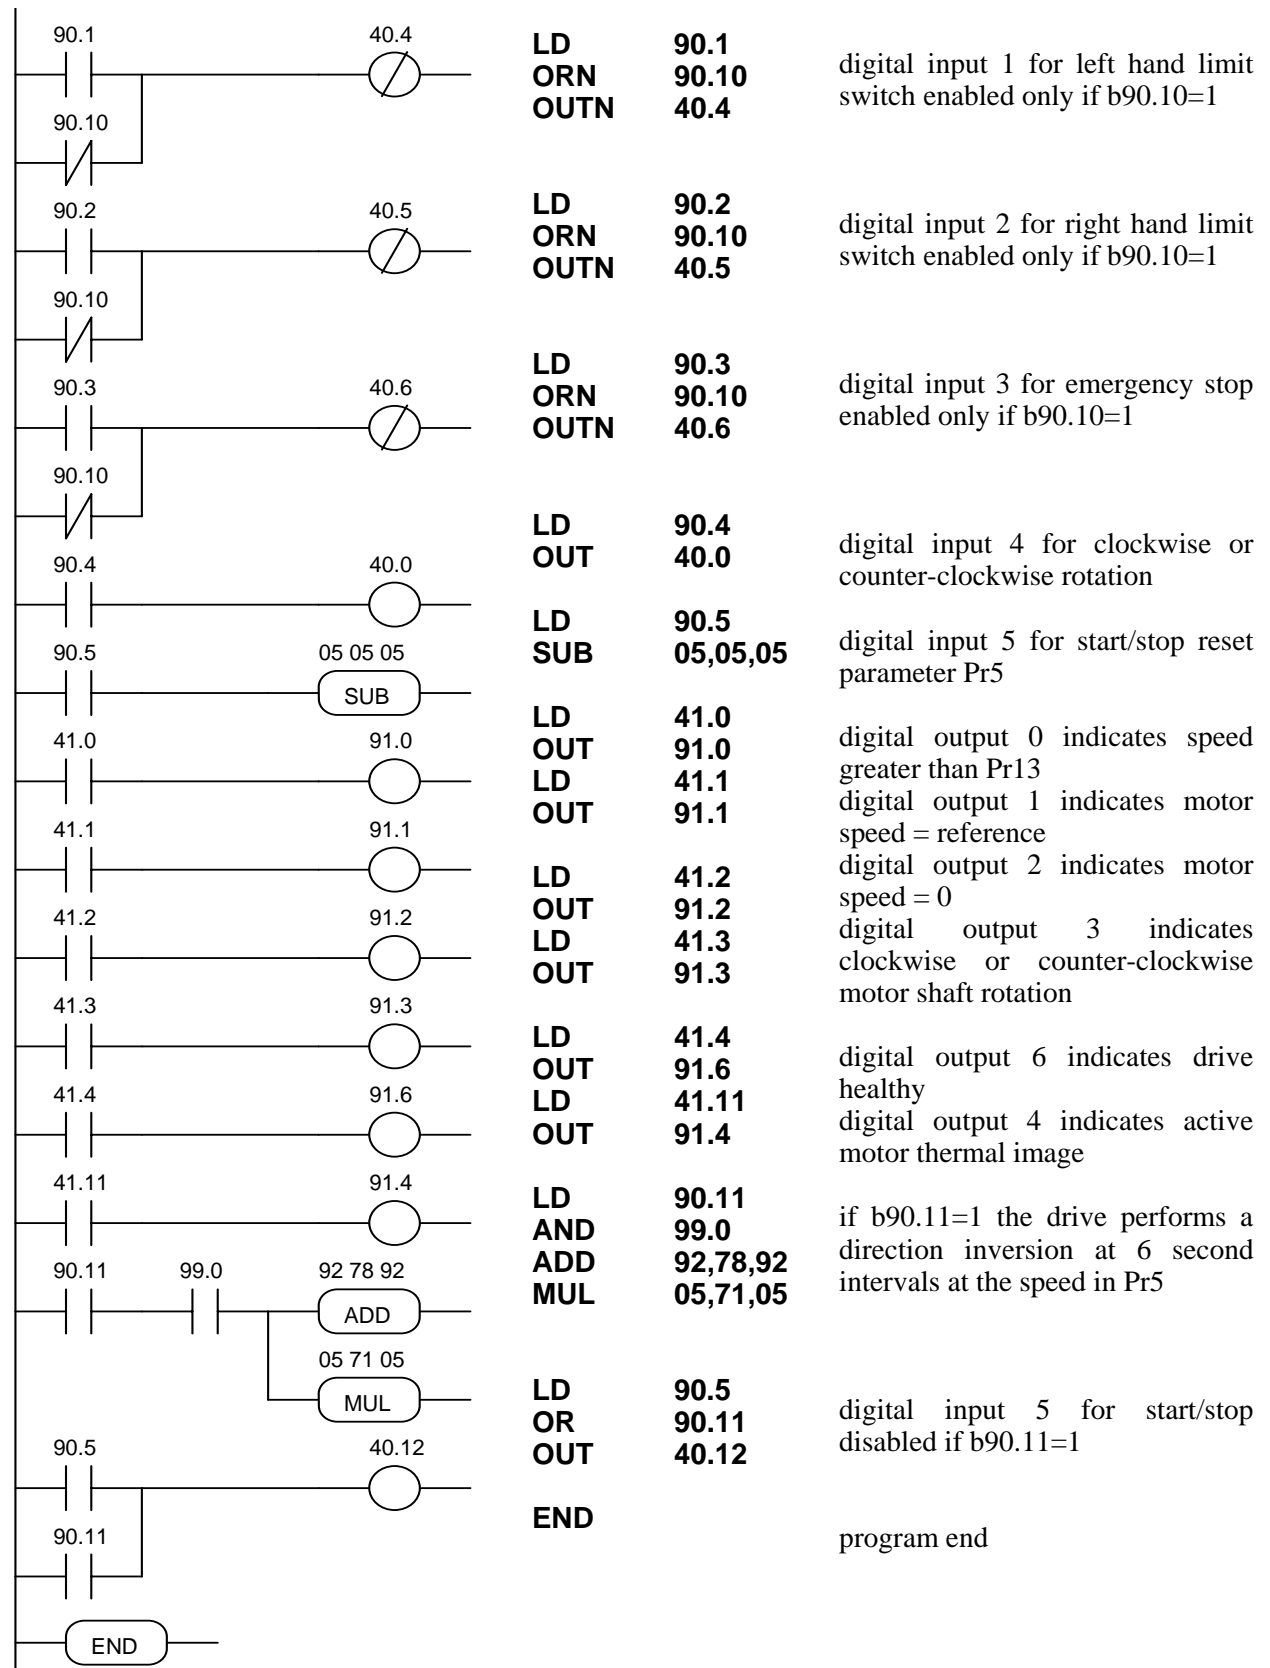 90.1 40.4
90.10
90.2 40.5
90.10
90.3 40.6
90.10
90.4 40.0
90.5 05 05 05
SUB
41.0 91.0
41.1 91.1
41.2 91.2
41.3 91.3
41.4 91.6
41.11 91.4
90.11 99.0 92 78 92
ADD
05 71 05
MUL
90.5 40.12
90.11
END
LD 90.1
ORN 90.10
OUTN 40.4
LD 90.2
ORN 90.10
OUTN 40.5
LD 90.3
ORN 90.10
OUTN 40.6
LD 90.4
OUT 40.0
LD 90.5
SUB 05,05,05
LD 41.0
OUT 91.0
LD 41.1
OUT 91.1
LD 41.2
OUT 91.2
LD 41.3
OUT 91.3
LD 41.4
OUT 91.6
LD 41.11
OUT 91.4
LD 90.11
AND 99.0
ADD 92,78,92
MUL 05,71,05
LD 90.5
OR 90.11
OUT 40.12
END
digital input 1 for left hand limit
switch enabled only if b90.10=1
digital input 2 for right hand limit
switch enabled only if b90.10=1
digital input 3 for emergency stop
enabled only if b90.10=1
digital input 4 for clockwise or
counter-clockwise rotation
digital input 5 for start/stop reset
parameter Pr5
digital output 0 indicates speed
greater than Pr13
digital output 1 indicates motor
speed = reference
digital output 2 indicates motor
speed = 0
digital output 3 indicates
clockwise or counter-clockwise
motor shaft rotation
digital output 6 indicates drive
healthy
digital output 4 indicates active
motor thermal image
if b90.11=1 the drive performs a
direction inversion at 6 second
intervals at the speed in Pr5
digital input 5 for start/stop
disabled if b90.11=1
program end